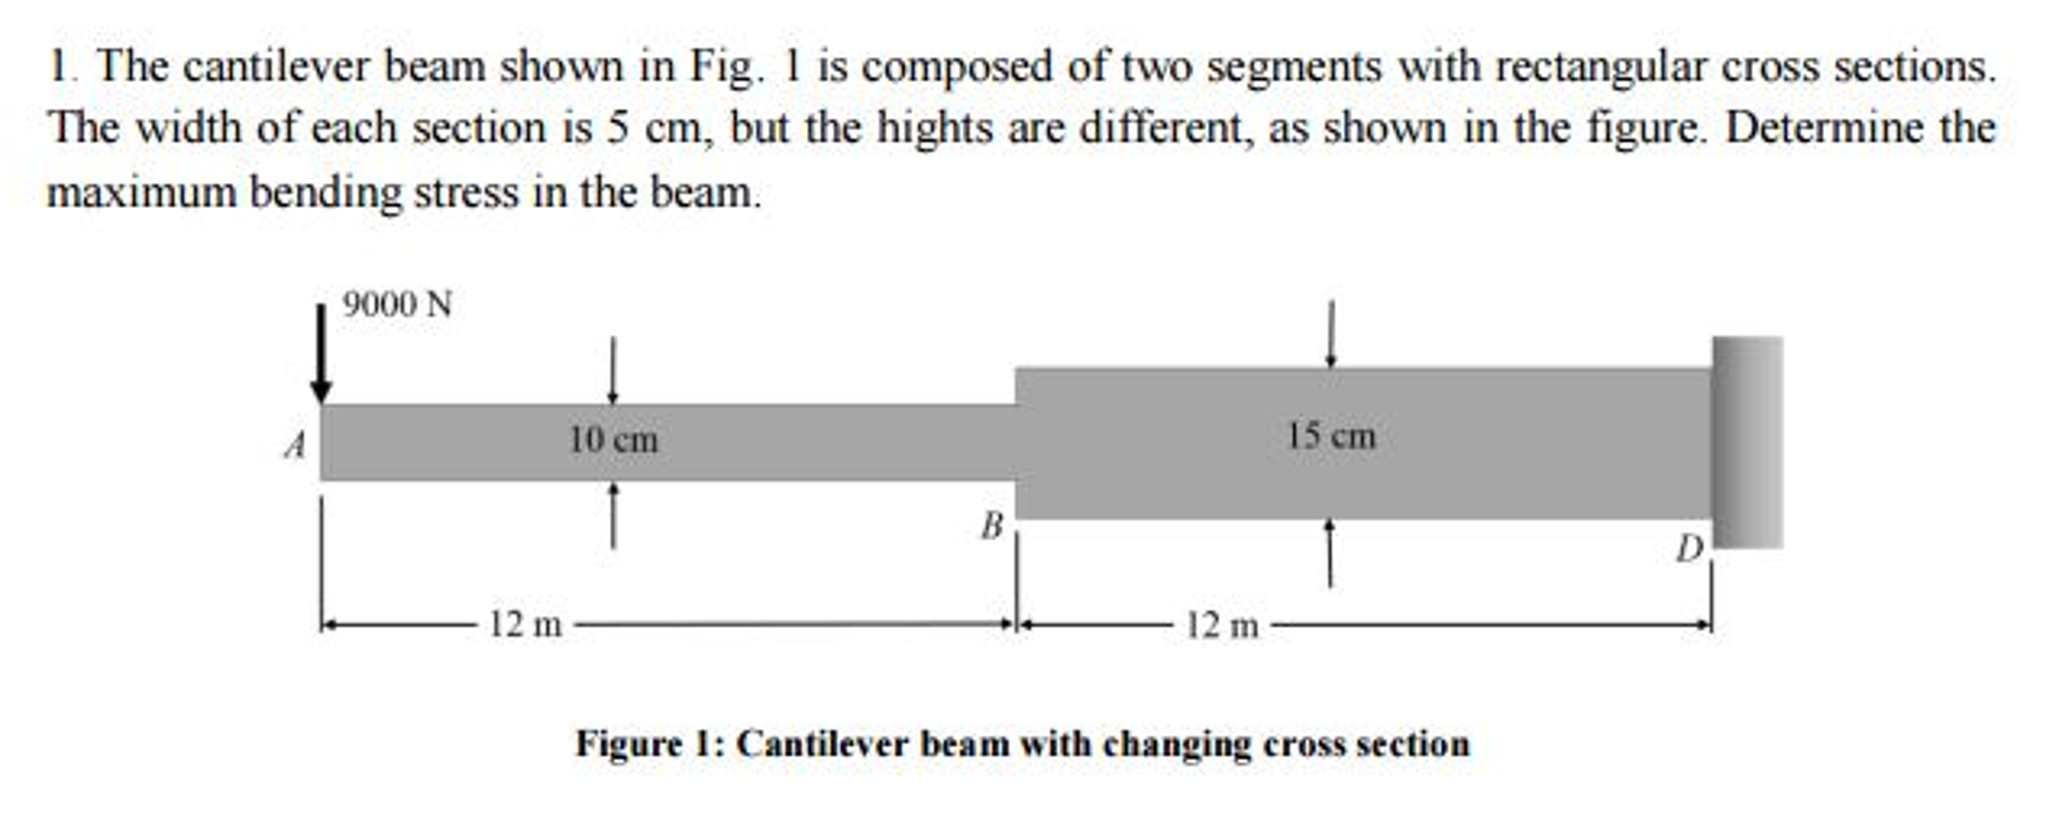 1. The cantilever beam shown in Fig. 1 is composed of two segments with rectangular cross sections.
The width of each section is 5 cm, but the hights are different, as shown in the figure. Determine the
maximum bending stress in the beam.
9000 N
A
10 cm
15 cm
B
D
12 m
12 m
Figure 1: Cantilever beam with changing cross section